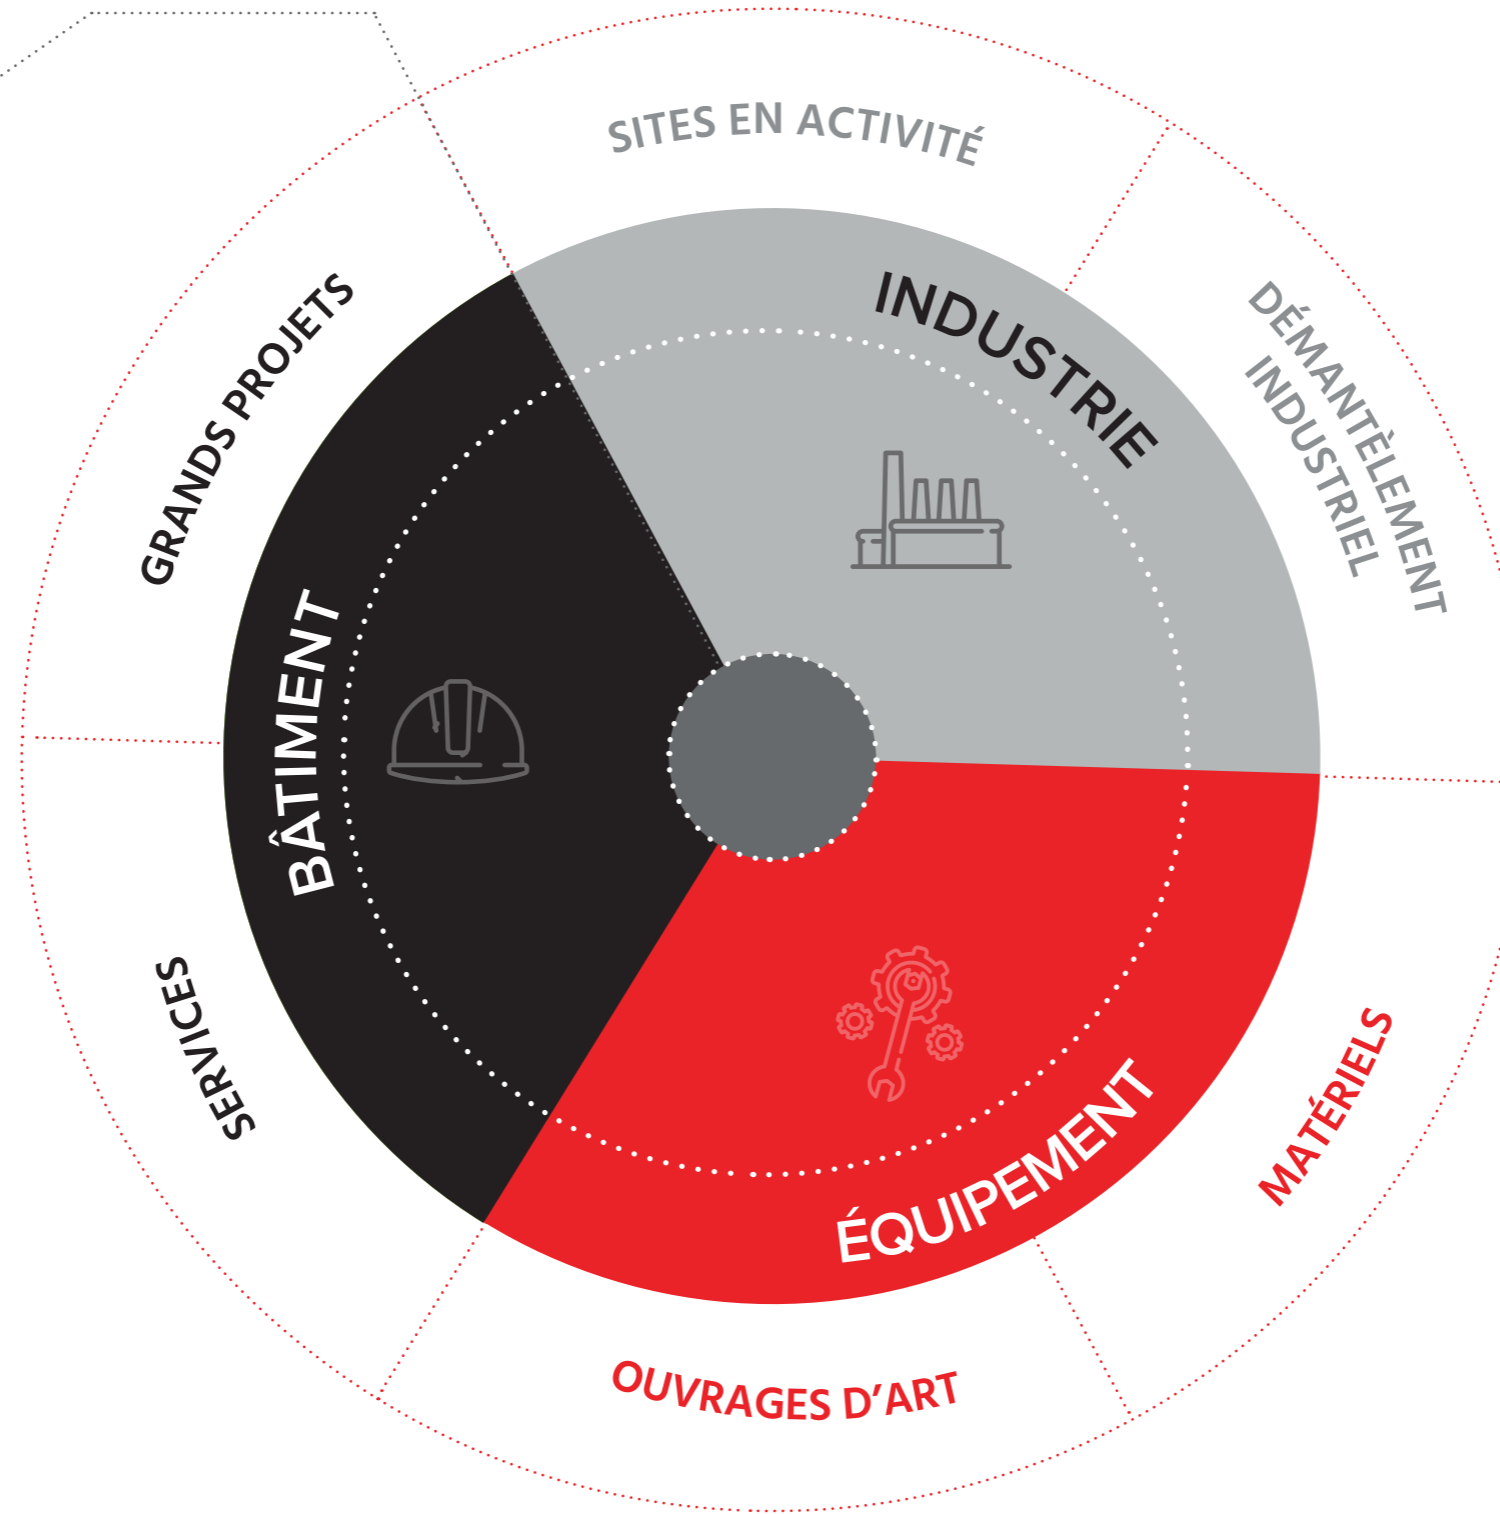 SITES EN ACTIVITÉ
INDUSTRIE
DÉMANTÈLEMENT
INDUSTRIEL
GRANDS PROJETS
BÂTIMENT
SERVICES
MATÉRIELS
ÉQUIPEMENT
OUVRAGES D’ART